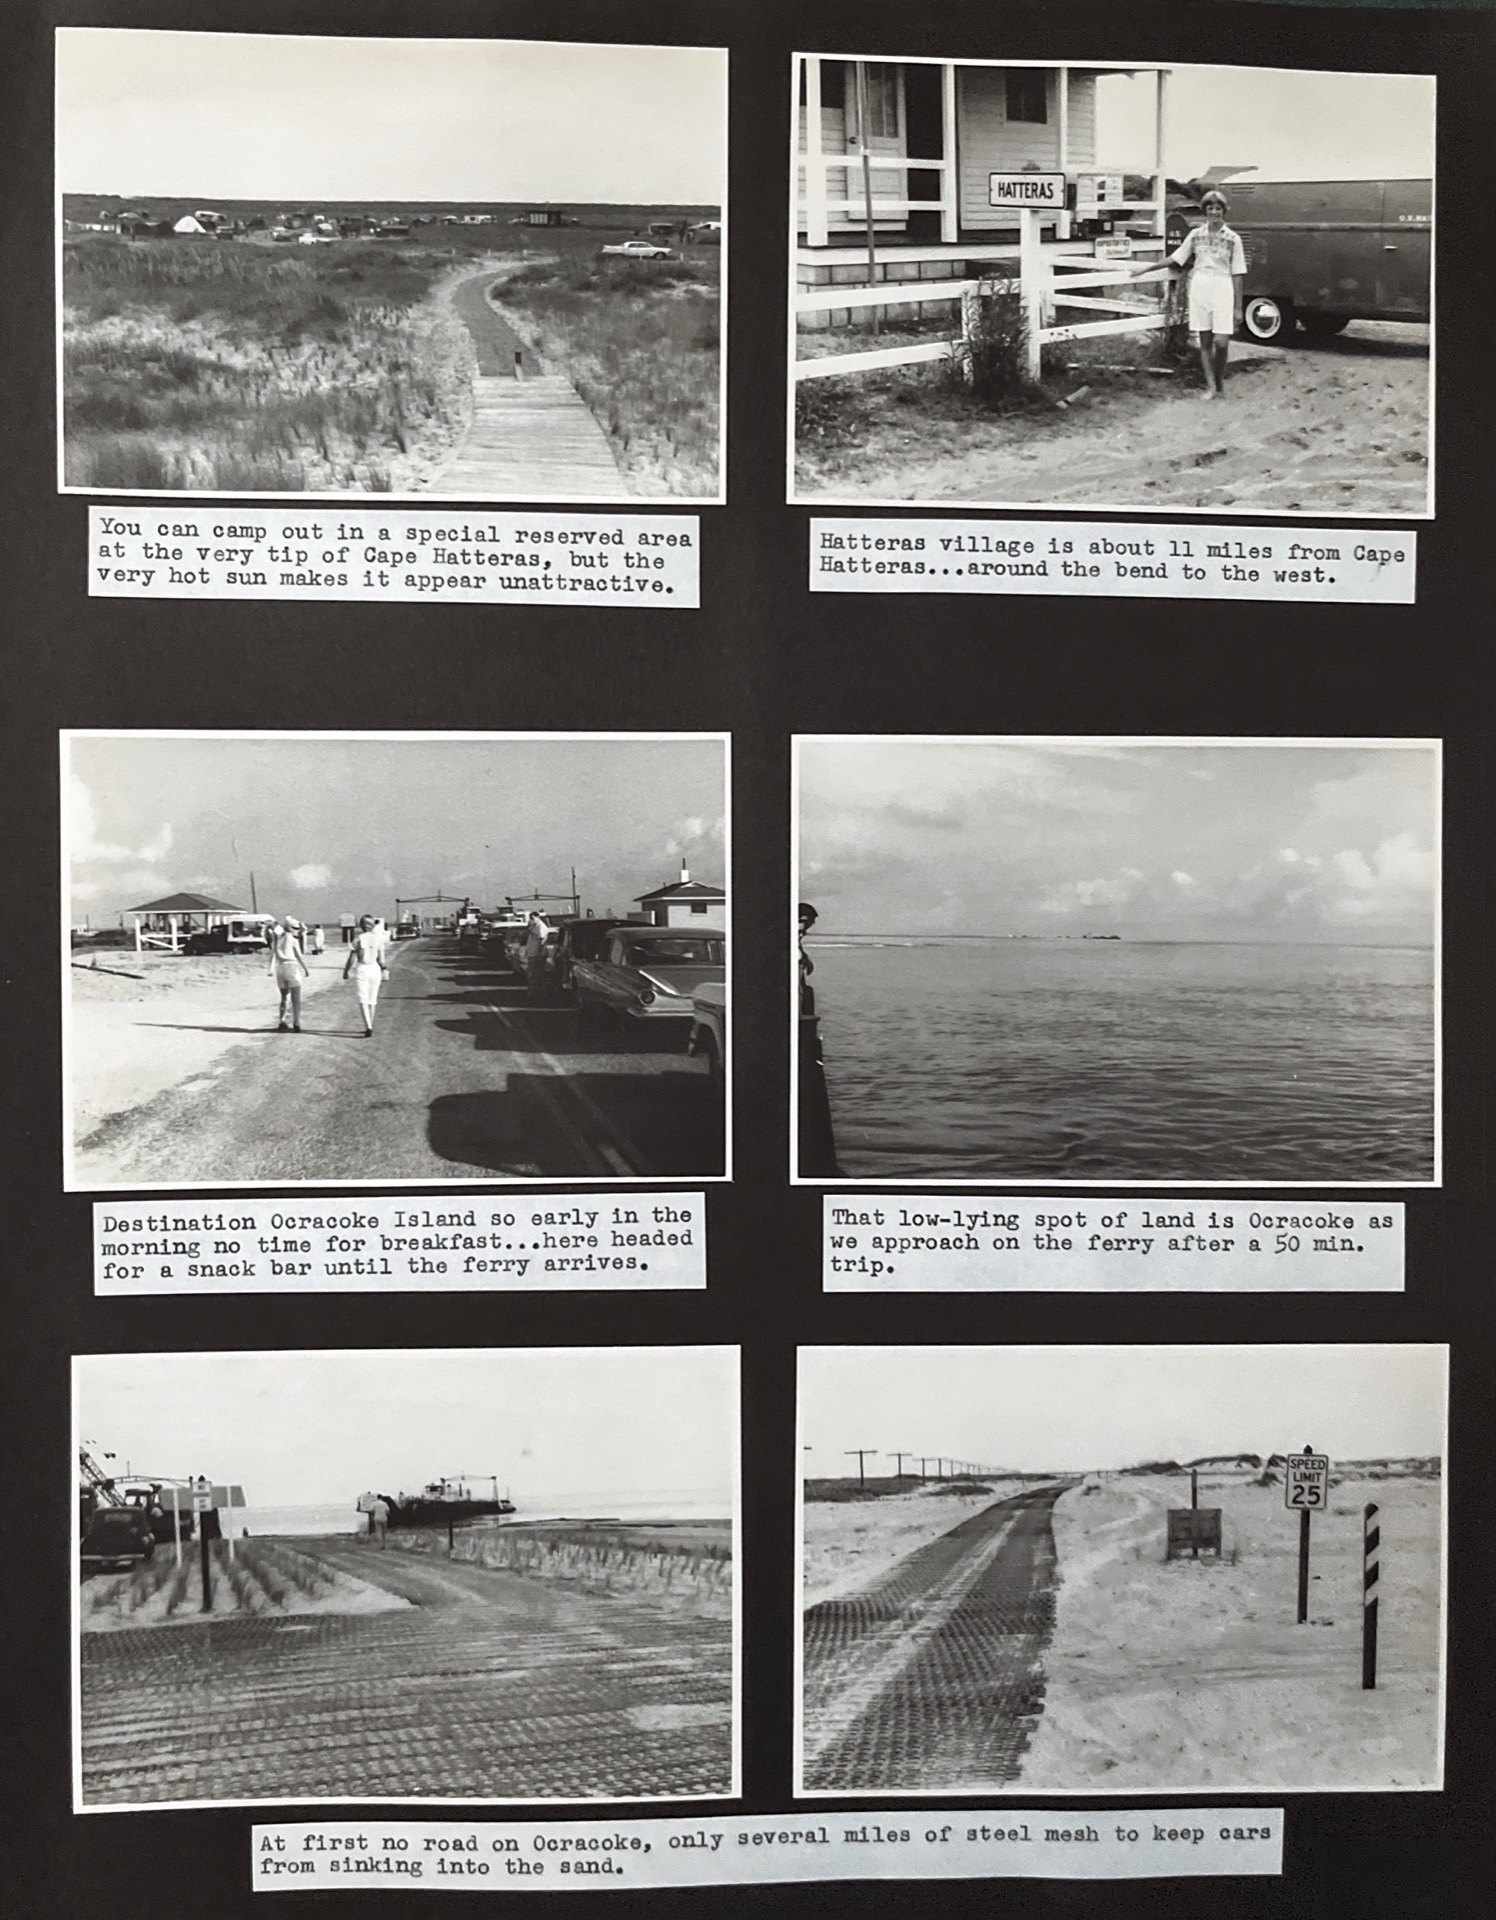 HATTERAS
U.S.
MAIL
You can camp out in a special reserved area
at the very tip of Cape Hatteras, but the
very hot sun makes it appear unattractive.
Hatteras village is about 11 miles from Cape
Hatteras...around the bend to the west.
Destination Ocracoke Island so early in the
morning no time for breakfast...here headed
for a snack bar until the ferry arrives.
That low-lying spot of land is Ocracoke as
we approach on the ferry after a 50 min.
trip.
SPEED
LIMIT
25
At first no road on Ocracoke, only several miles of steel mesh to keep cars
from sinking into the sand.